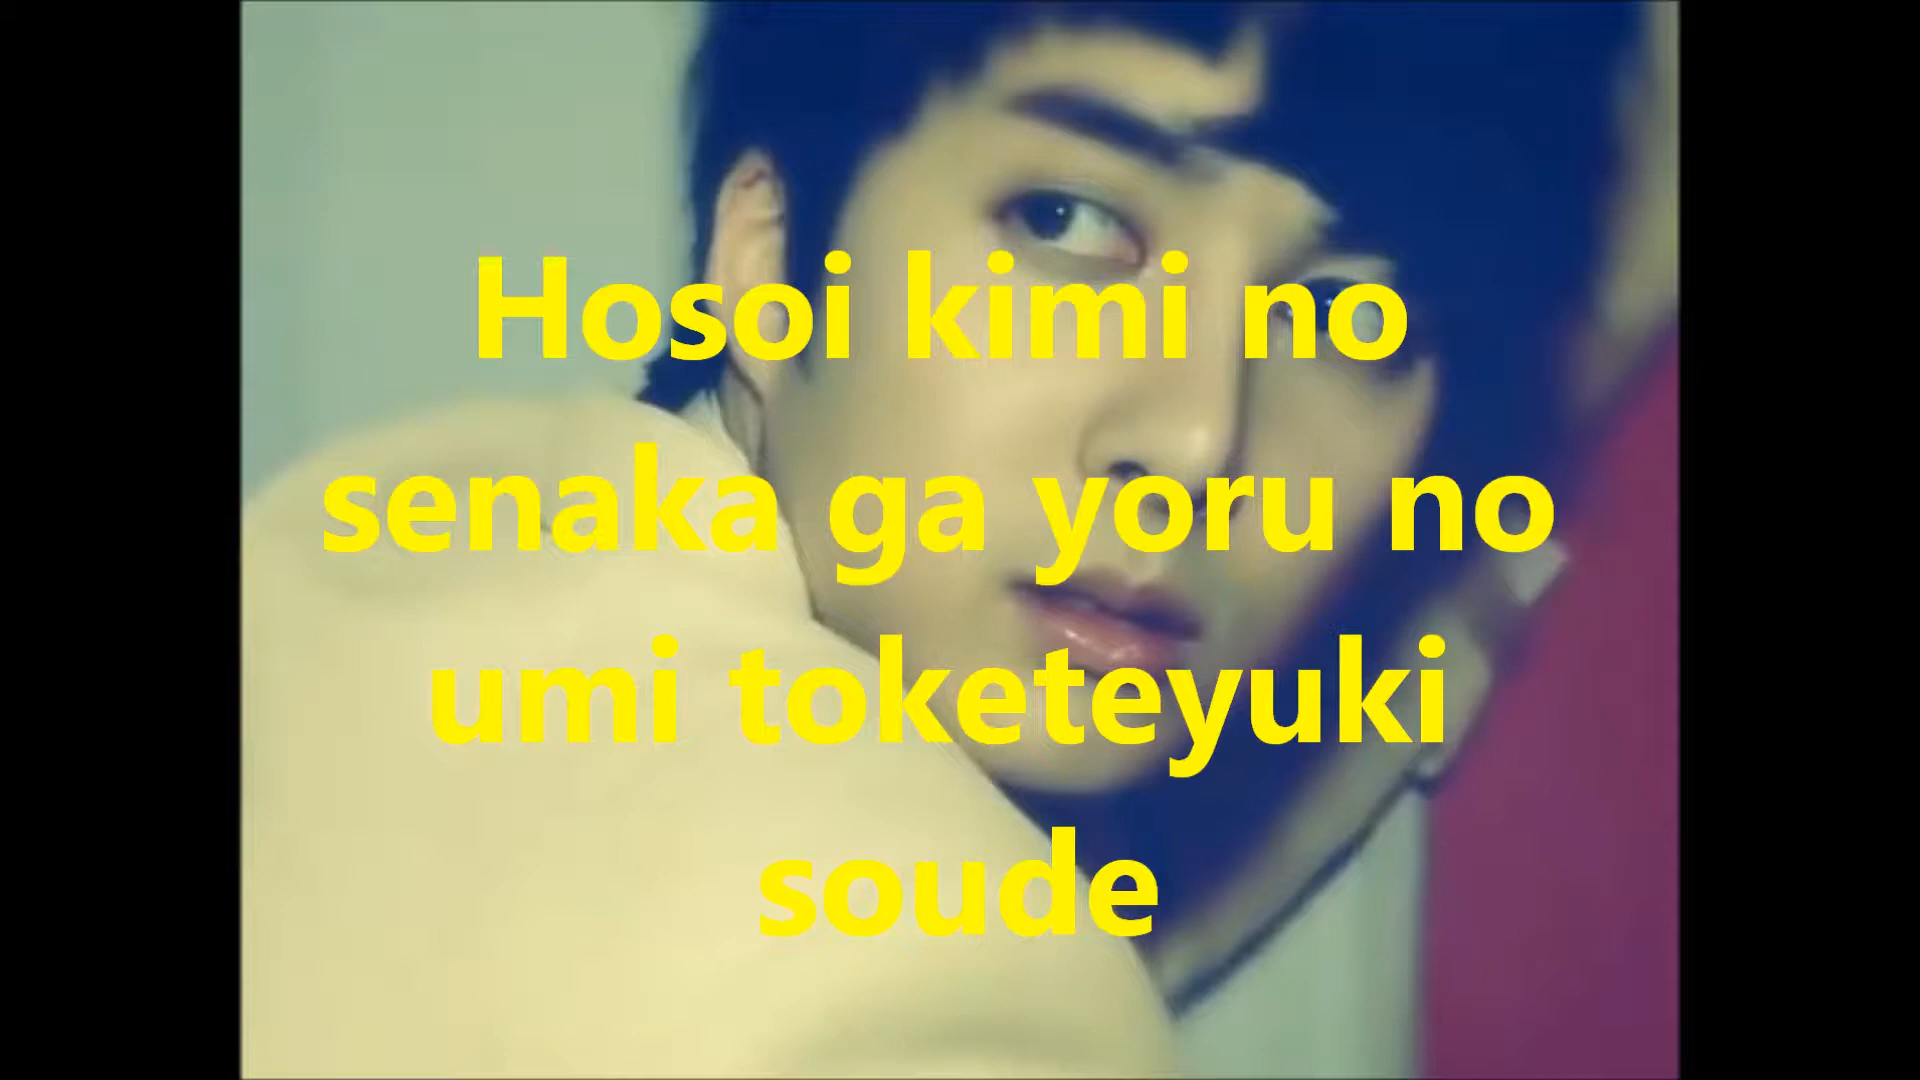 Hosoi kimi no
senaka ga yoru no
umi toketeyuki
soude